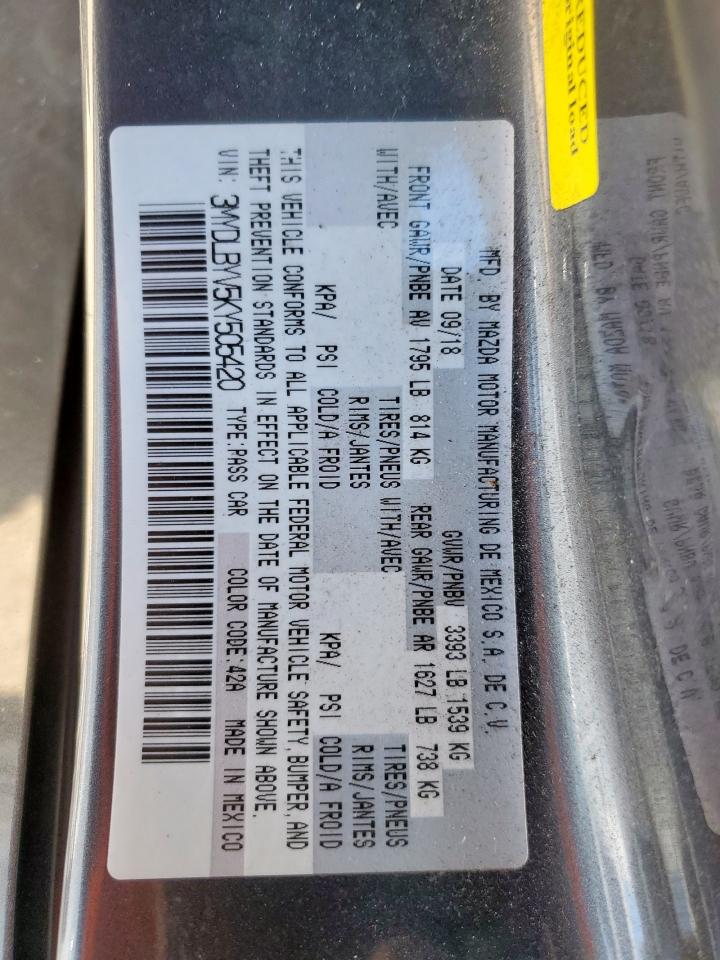 MFD. BY MAZDA MOTOR MANUFACTURING DE MEXICO S.A. DE C.V.
DATE 09/18 GVWR/PNBV 3393 LB 1539 KG
FRONT GAWR/PNBE AV 1795 LB 814 KG REAR GAWR/PNBE AR 1627 LB 738 KG
WITH/AVEC TIRES/PNEUS WITH/AVEC TIRES/PNEUS
RIMS/JANTES RIMS/JANTES
KPA/ PSI COLD/A FROID KPA/ PSI COLD/A FROID
THIS VEHICLE CONFORMS TO ALL APPLICABLE FEDERAL MOTOR VEHICLE SAFETY, BUMPER, AND
THEFT PREVENTION STANDARDS IN EFFECT ON THE DATE OF MANUFACTURE SHOWN ABOVE.
VIN: 3MYDLBYV5KY505420 TYPE:PASS CAR COLOR CODE:42A MADE IN MEXICO
REDUCED
original load